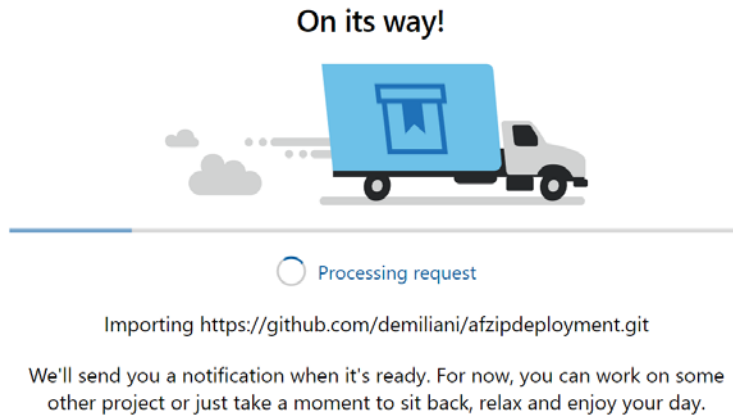 On its way!
Processing request
Importing https://github.com/demiliani/afzipdeployment.git
We'll send you a notification when it's ready. For now, you can work on some
other project or just take a moment to sit back, relax and enjoy your day.